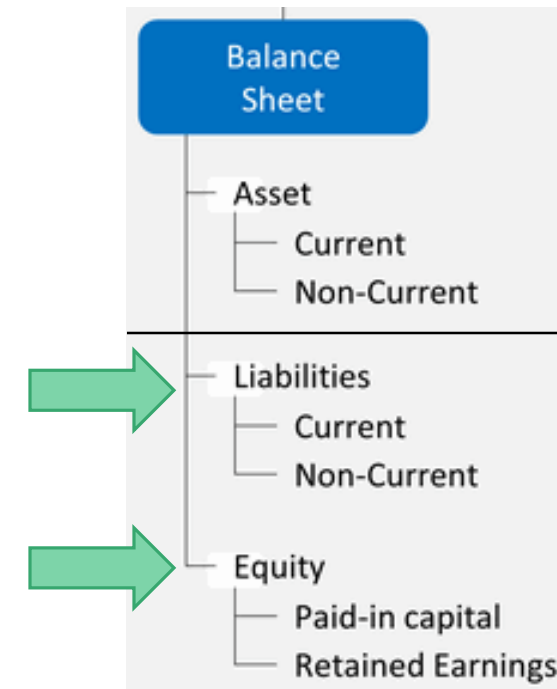 Balance
Sheet
Asset
Current
Non-Current
Liabilities
Current
Non-Current
Equity
Paid-in capital
Retained Earnings